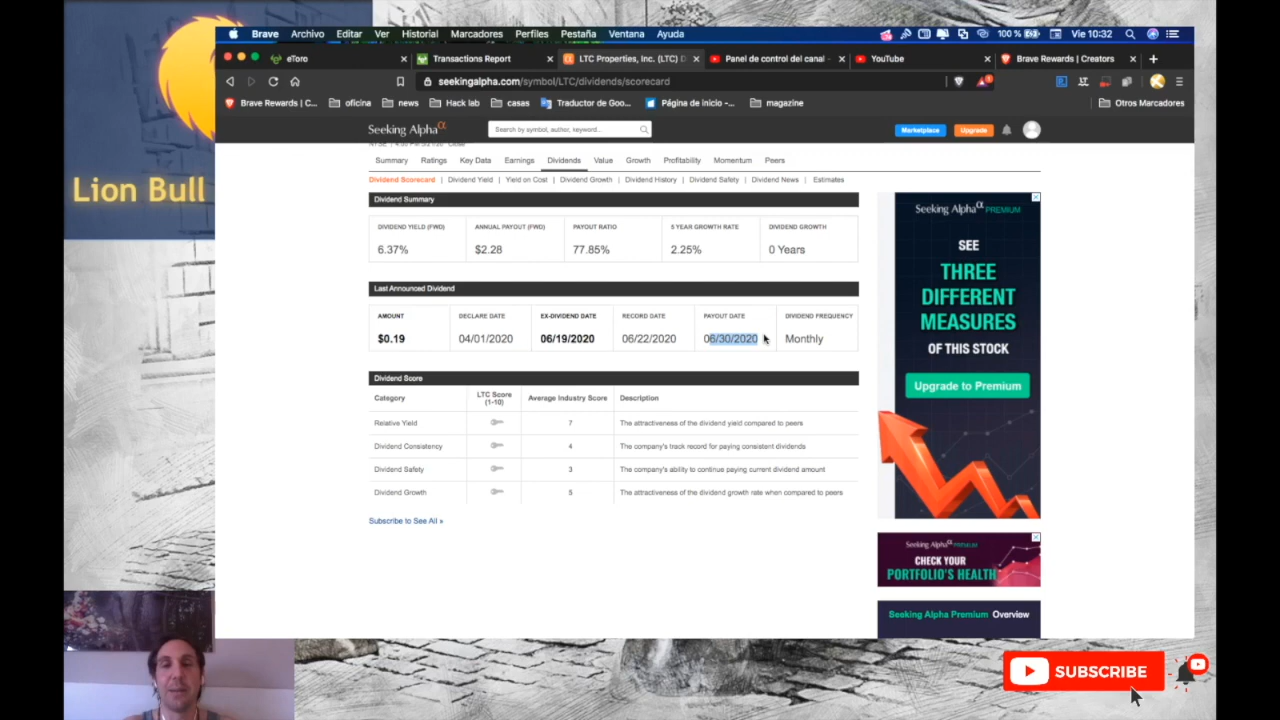 Brave Archivo Editar Ver Historial Marcadores Perfiles Pestaña Ventana Ayuda 100 % Vie 10:32
eToro Transactions Report LTC Properties, Inc. (LTC) D Panel de control del canal - YouTube Brave Rewards | Creators
seekingalpha.com/symbol/LTC/dividends/scorecard
Brave Rewards | C... oficina news Hack lab casas Traductor de Goo... Página de inicio -... magazine Otros Marcadores
Seeking Alpha α Search by symbol, author, keyword... Marketplace Upgrade
Summary Ratings Key Data Earnings Dividends Value Growth Profitability Momentum Peers
Dividend Scorecard | Dividend Yield | Yield on Cost | Dividend Growth | Dividend History | Dividend Safety | Dividend News | Estimates
Lion Bull
Dividend Summary
DIVIDEND YIELD (FWD) ANNUAL PAYOUT (FWD) PAYOUT RATIO 5 YEAR GROWTH RATE DIVIDEND GROWTH
6.37% $2.28 77.85% 2.25% 0 Years
Last Announced Dividend
AMOUNT DECLARE DATE EX-DIVIDEND DATE RECORD DATE PAYOUT DATE DIVIDEND FREQUENCY
$0.19 04/01/2020 06/19/2020 06/22/2020 06/30/2020 Monthly
Dividend Score
Category LTC Score (1-10) Average Industry Score Description
Relative Yield 7 The attractiveness of the dividend yield compared to peers
Dividend Consistency 4 The company's track record for paying consistent dividends
Dividend Safety 3 The company's ability to continue paying current dividend amount
Dividend Growth 5 The attractiveness of the dividend growth rate when compared to peers
Subscribe to See All »
Seeking Alpha α PREMIUM
SEE
THREE
DIFFERENT
MEASURES
OF THIS STOCK
Upgrade to Premium
Seeking Alpha α PREMIUM
CHECK YOUR
PORTFOLIO'S HEALTH
Seeking Alpha Premium Overview
SUBSCRIBE